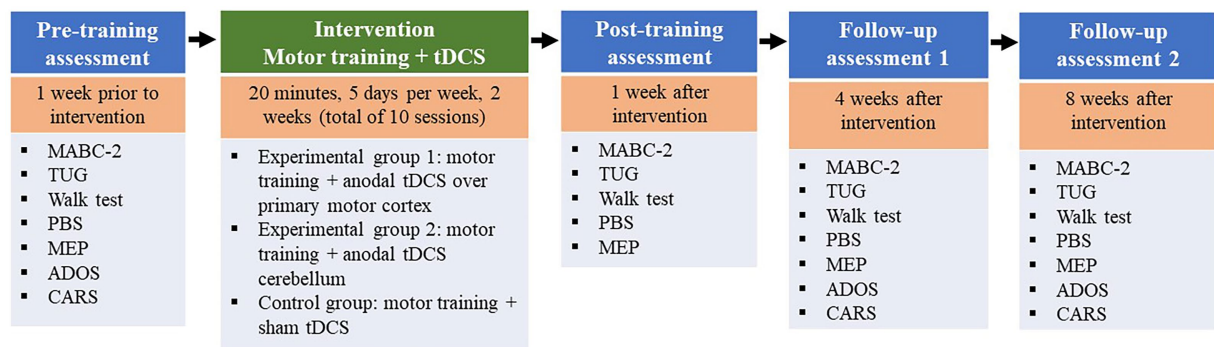 Pre-training
assessment
1 week prior to
intervention
▪ MABC-2
▪ TUG
▪ Walk test
▪ PBS
▪ MEP
▪ ADOS
▪ CARS
Intervention
Motor training + tDCS
20 minutes, 5 days per week, 2
weeks (total of 10 sessions)
▪ Experimental group 1: motor
training + anodal tDCS over
primary motor cortex
▪ Experimental group 2: motor
training + anodal tDCS
cerebellum
▪ Control group: motor training +
sham tDCS
Post-training
assessment
1 week after
intervention
▪ MABC-2
▪ TUG
▪ Walk test
▪ PBS
▪ MEP
Follow-up
assessment 1
4 weeks after
intervention
▪ MABC-2
▪ TUG
▪ Walk test
▪ PBS
▪ MEP
▪ ADOS
▪ CARS
Follow-up
assessment 2
8 weeks after
intervention
▪ MABC-2
▪ TUG
▪ Walk test
▪ PBS
▪ MEP
▪ ADOS
▪ CARS